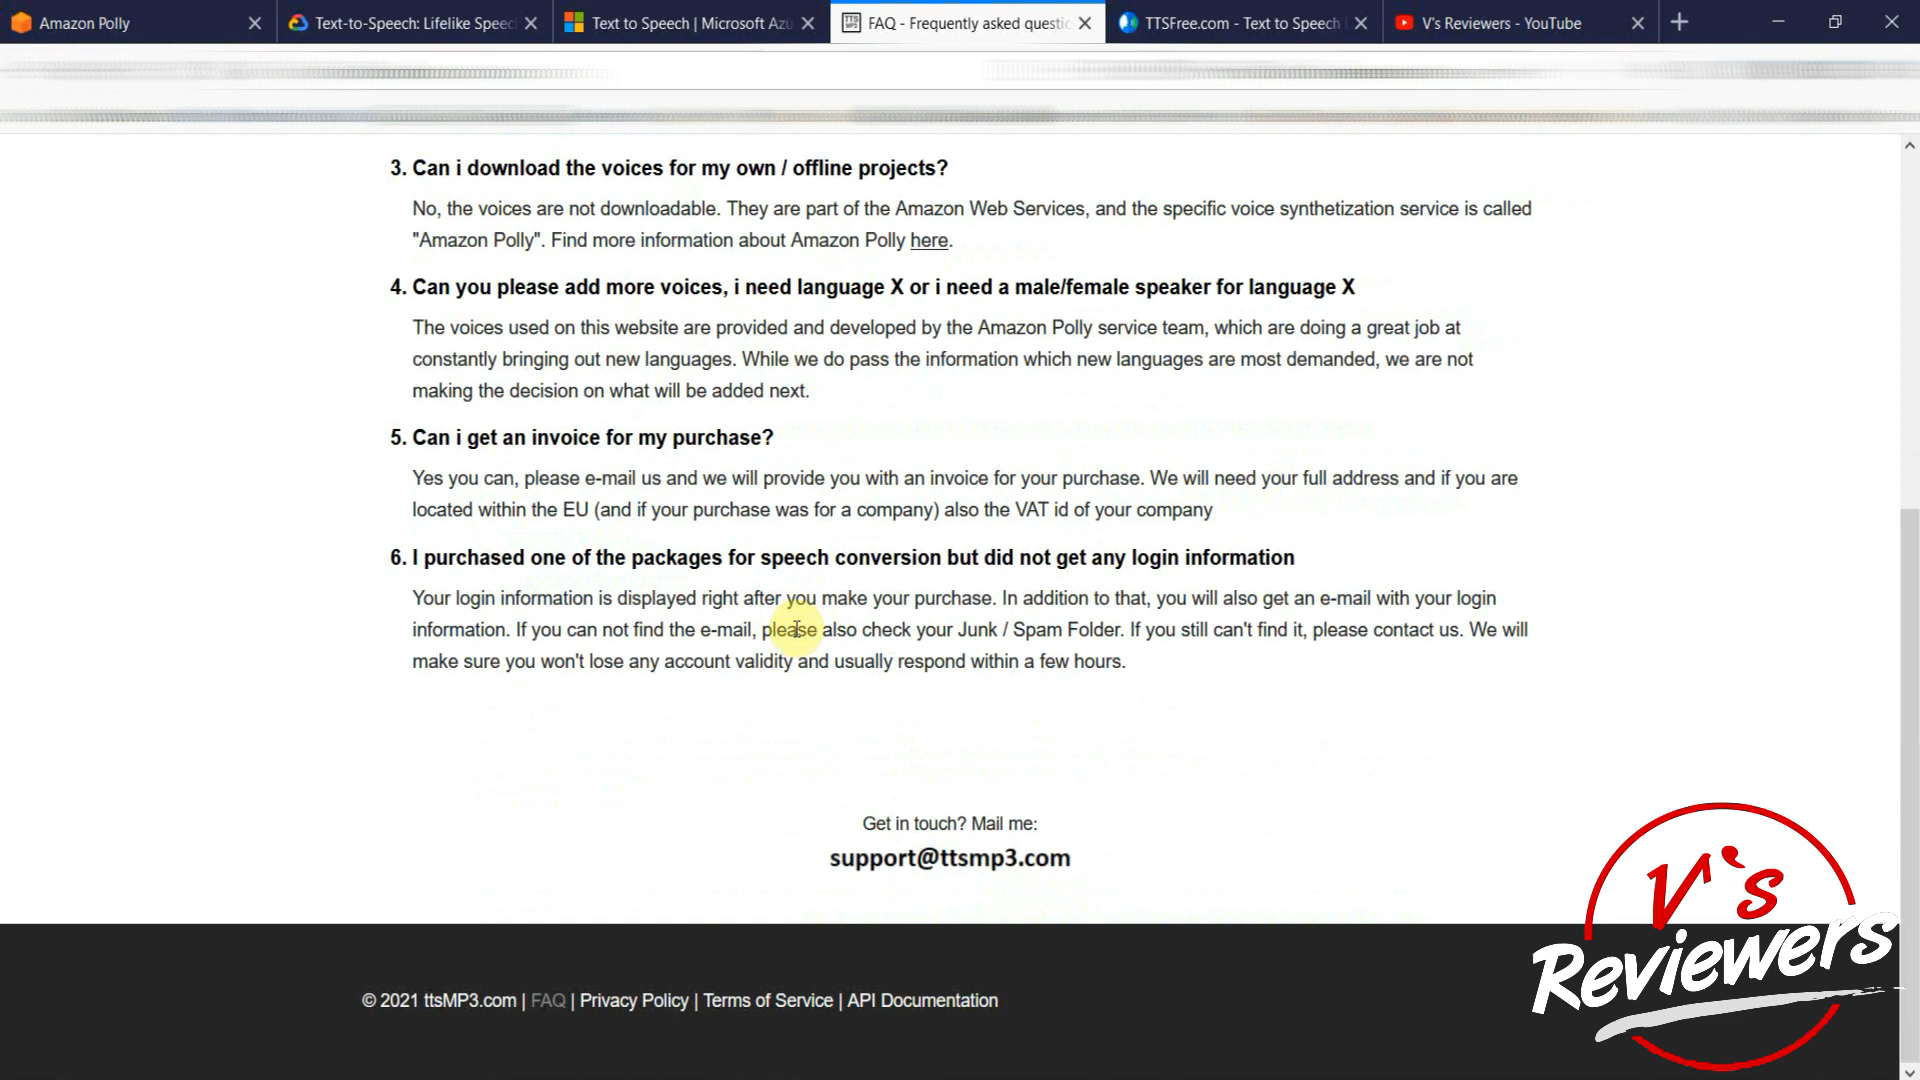 Amazon Polly
Text-to-Speech: Lifelike Speec
Text to Speech | Microsoft Azu
TTS
MP3
FAQ - Frequently asked questio
TTSFree.com - Text to Speech
V's Reviewers - YouTube
3. Can i download the voices for my own / offline projects?
No, the voices are not downloadable. They are part of the Amazon Web Services, and the specific voice synthetization service is called
"Amazon Polly". Find more information about Amazon Polly here.
4. Can you please add more voices, i need language X or i need a male/female speaker for language X
The voices used on this website are provided and developed by the Amazon Polly service team, which are doing a great job at
constantly bringing out new languages. While we do pass the information which new languages are most demanded, we are not
making the decision on what will be added next.
5. Can i get an invoice for my purchase?
Yes you can, please e-mail us and we will provide you with an invoice for your purchase. We will need your full address and if you are
located within the EU (and if your purchase was for a company) also the VAT id of your company
6. I purchased one of the packages for speech conversion but did not get any login information
Your login information is displayed right after you make your purchase. In addition to that, you will also get an e-mail with your login
information. If you can not find the e-mail, please also check your Junk / Spam Folder. If you still can't find it, please contact us. We will
make sure you won't lose any account validity and usually respond within a few hours.
Get in touch? Mail me:
support@ttsmp3.com
© 2021 ttsMP3.com | FAQ | Privacy Policy | Terms of Service | API Documentation
V's
Reviewers